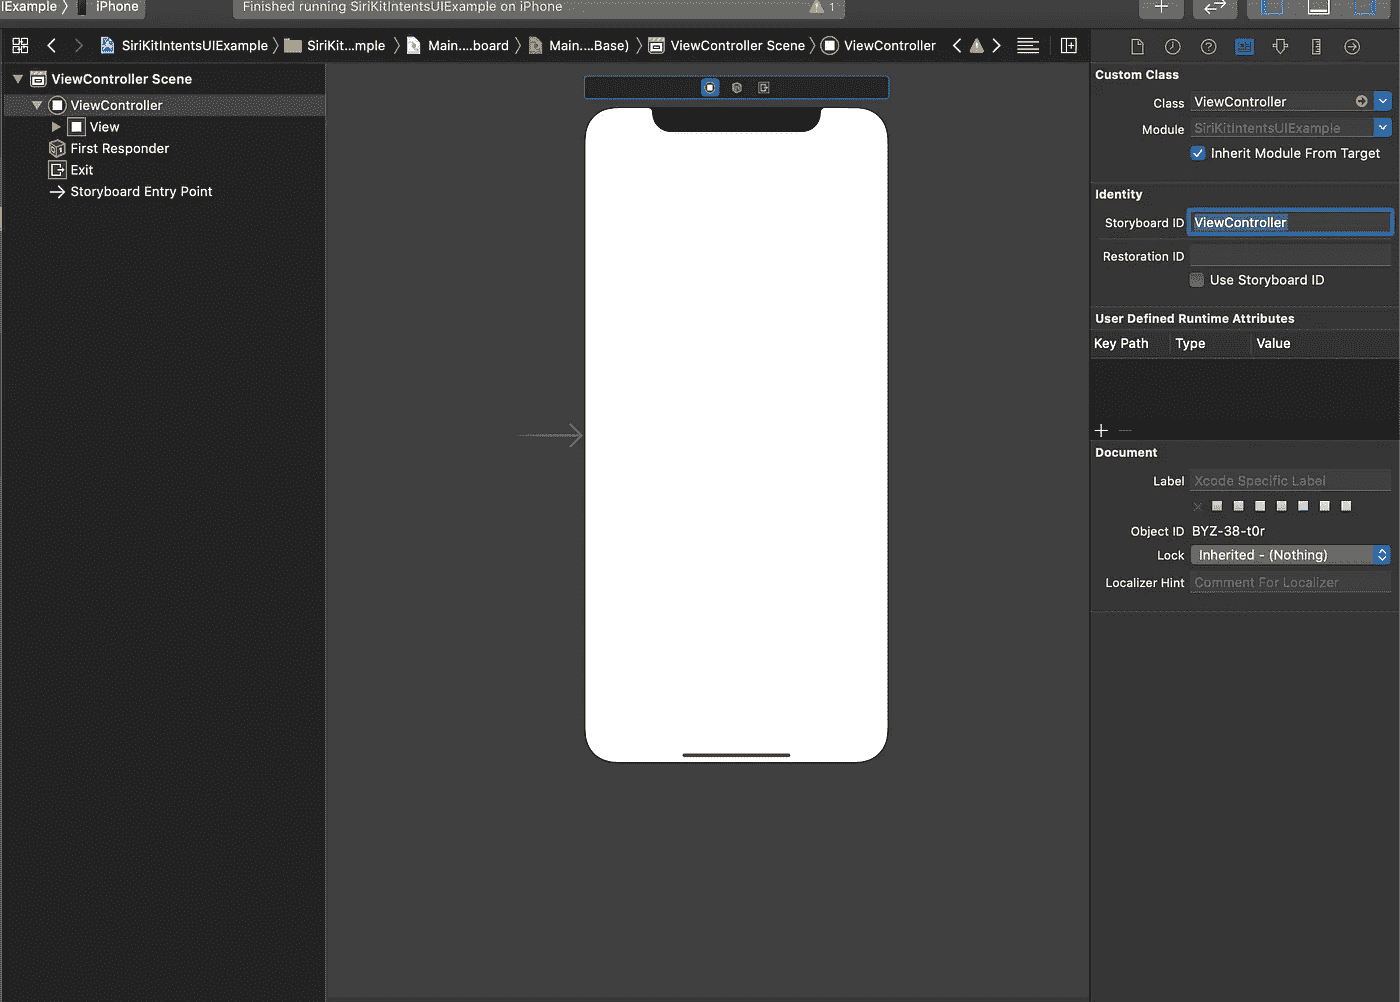 IExample 〉 iPhone
Finished running SiriKitIntentsUIExample on iPhone
1
SiriKitIntentsUIExample 〉 SiriKit...mple 〉 Main....board 〉 Main....Base) 〉 ViewController Scene 〉 ViewController
ViewController Scene
ViewController
View
First Responder
Exit
Storyboard Entry Point
Custom Class
Class ViewController
Module SiriKitIntentsUIExample
Inherit Module From Target
Identity
Storyboard ID ViewController
Restoration ID
Use Storyboard ID
User Defined Runtime Attributes
Key Path Type Value
Document
Label Xcode Specific Label
Object ID BYZ-38-t0r
Lock Inherited - (Nothing)
Localizer Hint Comment For Localizer